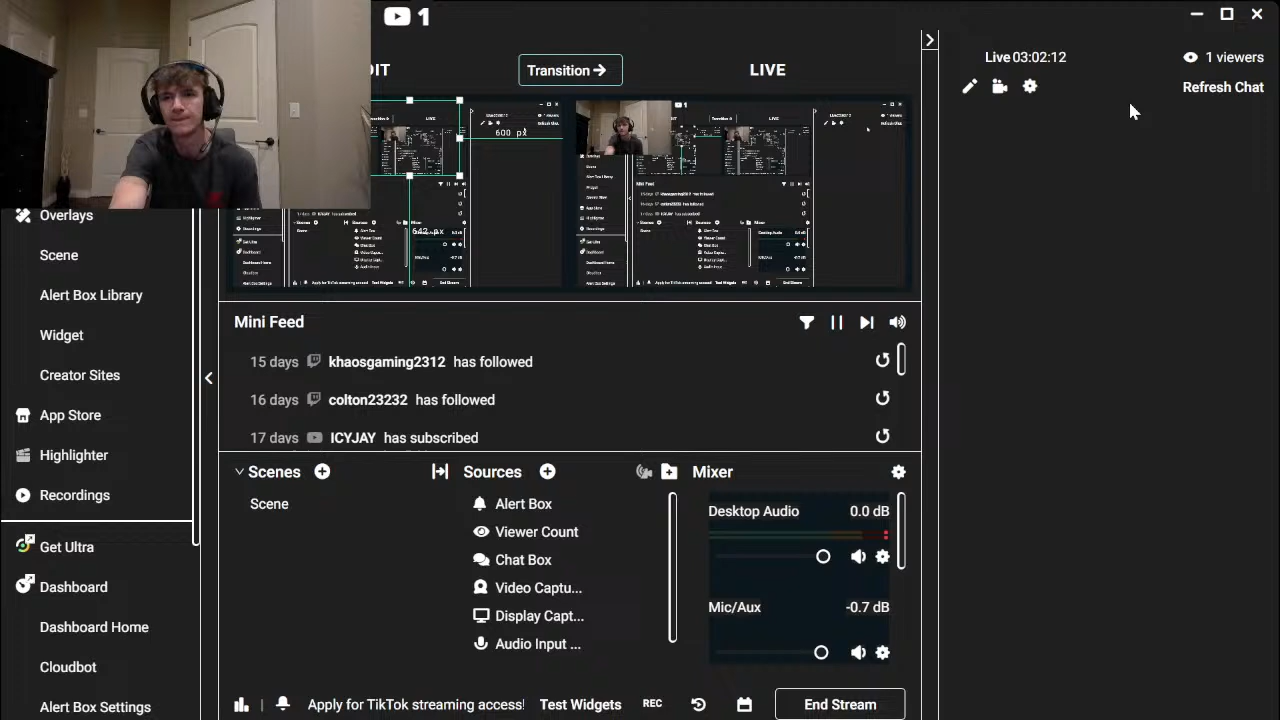 1
DIT
Transition
LIVE
Live 03:02:12
1 viewers
Refresh Chat
600 px
642 px
Overlays
Scene
Alert Box Library
Widget
Creator Sites
App Store
Highlighter
Recordings
Get Ultra
Dashboard
Dashboard Home
Cloudbot
Alert Box Settings
Mini Feed
15 days khaosgaming2312 has followed
16 days colton23232 has followed
17 days ICYJAY has subscribed
Scenes
Scene
Sources
Alert Box
Viewer Count
Chat Box
Video Captu...
Display Capt...
Audio Input ...
Mixer
Desktop Audio 0.0 dB
Mic/Aux -0.7 dB
Apply for TikTok streaming access!
Test Widgets
REC
End Stream